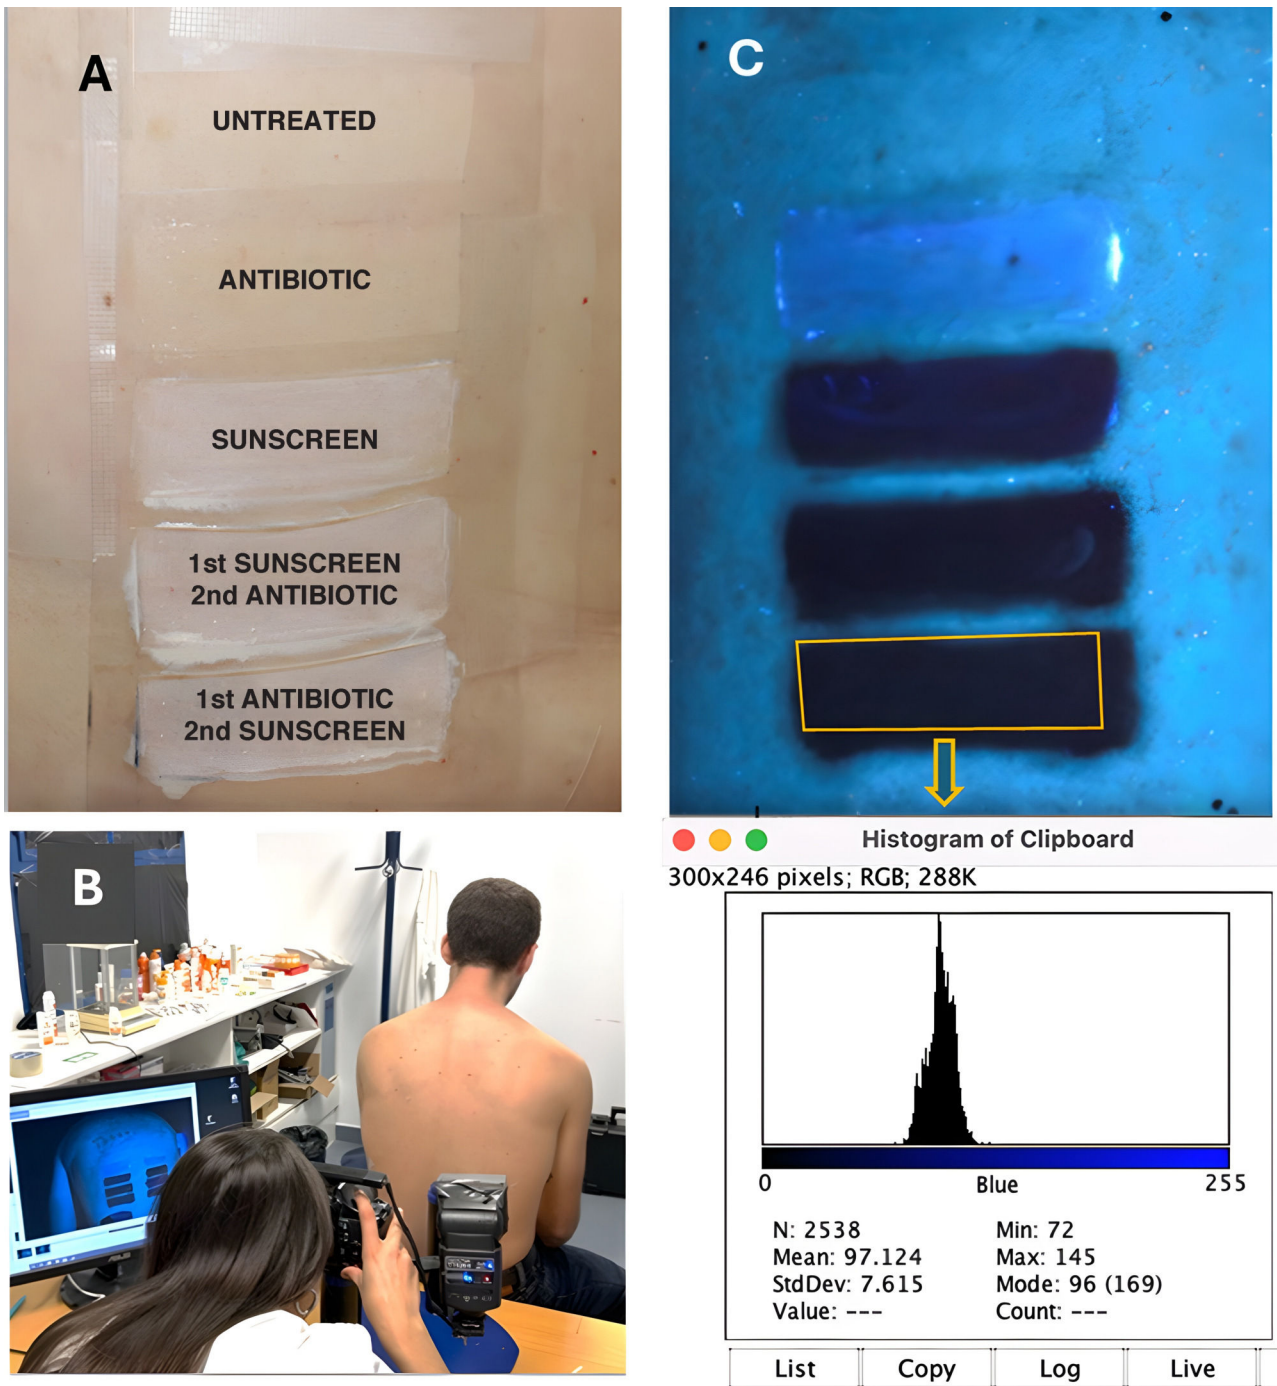 A
UNTREATED
ANTIBIOTIC
SUNSCREEN
1st SUNSCREEN
2nd ANTIBIOTIC
1st ANTIBIOTIC
2nd SUNSCREEN
B
C
Histogram of Clipboard
300x246 pixels; RGB; 288K
0 Blue 255
N: 2538 Min: 72
Mean: 97.124 Max: 145
StdDev: 7.615 Mode: 96 (169)
Value: --- Count: ---
List Copy Log Live